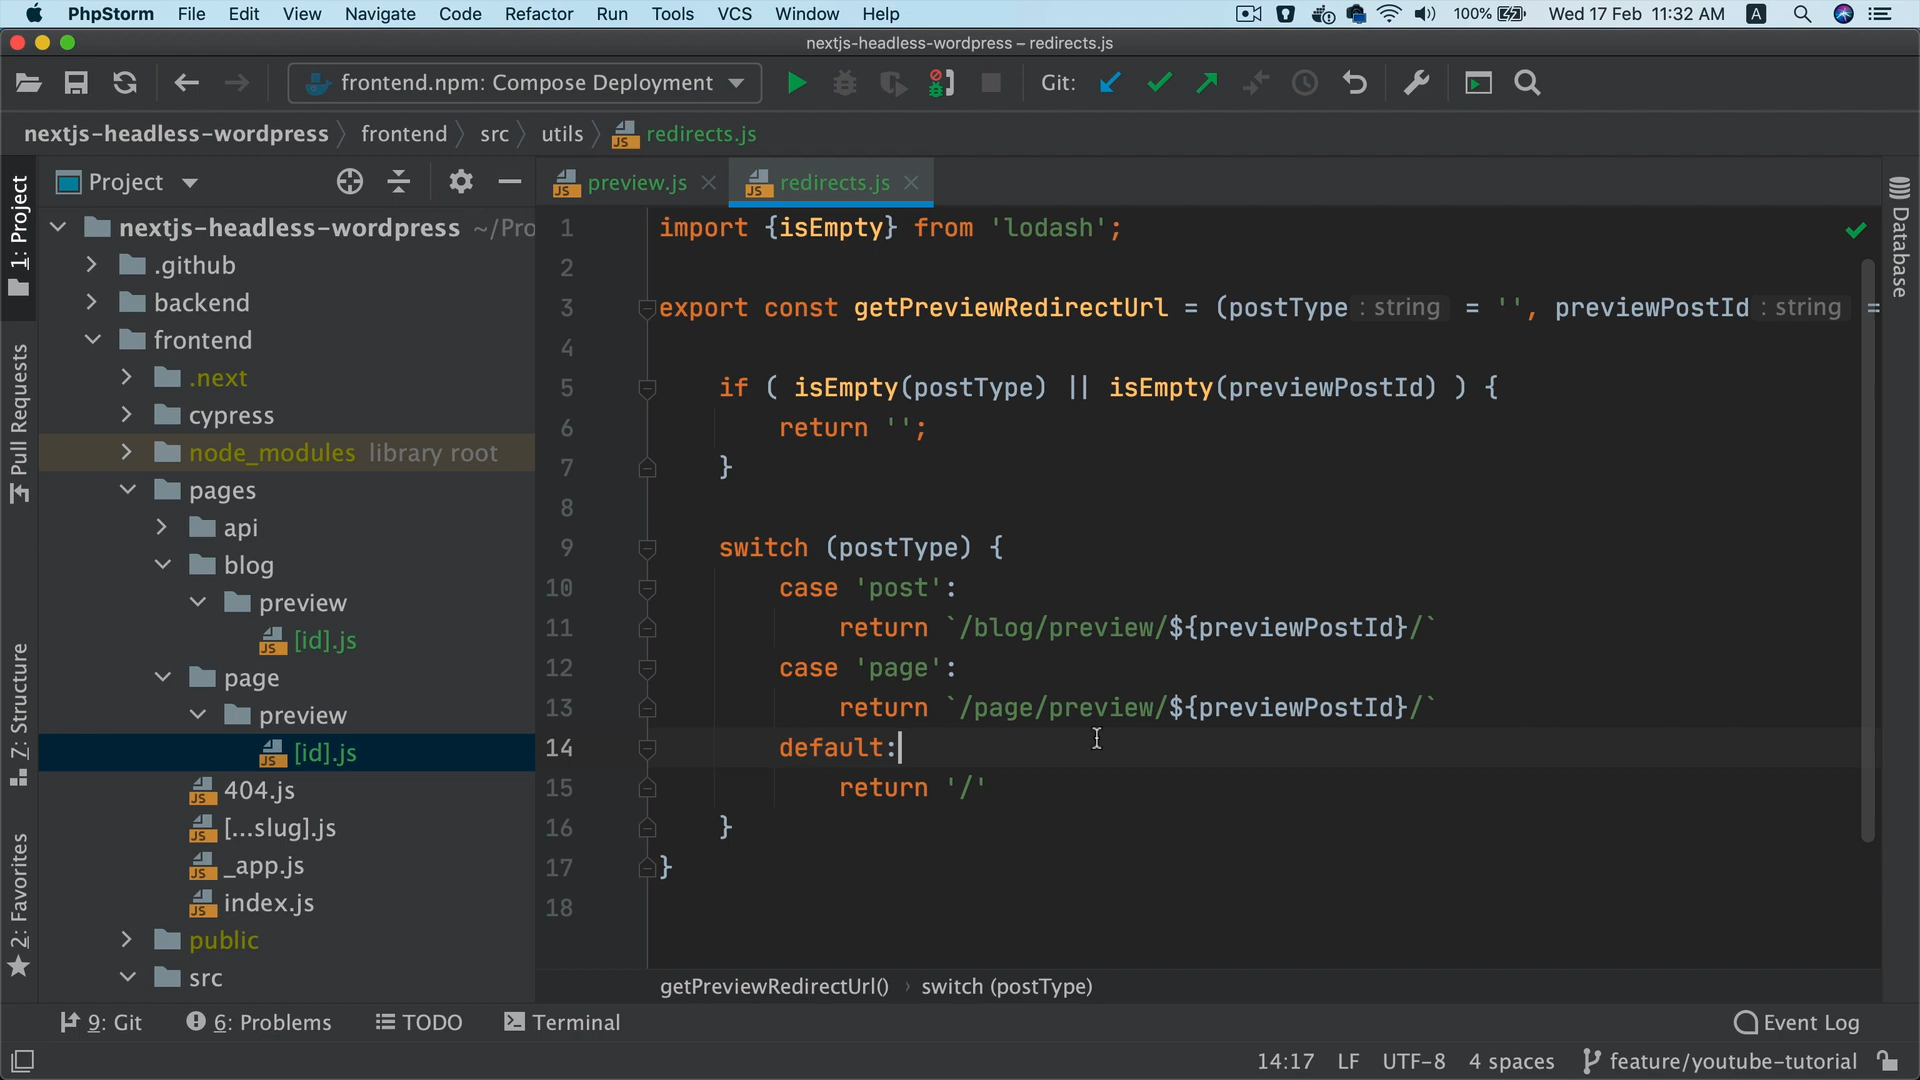 PhpStorm File Edit View Navigate Code Refactor Run Tools VCS Window Help 100% Wed 17 Feb 11:32 AM A
nextjs-headless-wordpress – redirects.js
frontend.npm: Compose Deployment Git:
nextjs-headless-wordpress frontend src utils redirects.js
Project preview.js redirects.js
1: Project
Pull Requests
Z: Structure
2: Favorites
nextjs-headless-wordpress ~/Pro
.github
backend
frontend
.next
cypress
node_modules library root
pages
api
blog
preview
[id].js
page
preview
[id].js
404.js
[...slug].js
_app.js
index.js
public
src
1 import {isEmpty} from 'lodash';
2
3 export const getPreviewRedirectUrl = (postType : string = '', previewPostId : string =
4
5 if ( isEmpty(postType) || isEmpty(previewPostId) ) {
6 return '';
7 }
8
9 switch (postType) {
10 case 'post':
11 return `/blog/preview/${previewPostId}/`
12 case 'page':
13 return `/page/preview/${previewPostId}/`
14 default:
15 return '/'
16 }
17 }
18
Database
getPreviewRedirectUrl() › switch (postType)
9: Git 6: Problems TODO Terminal Event Log
14:17 LF UTF-8 4 spaces feature/youtube-tutorial